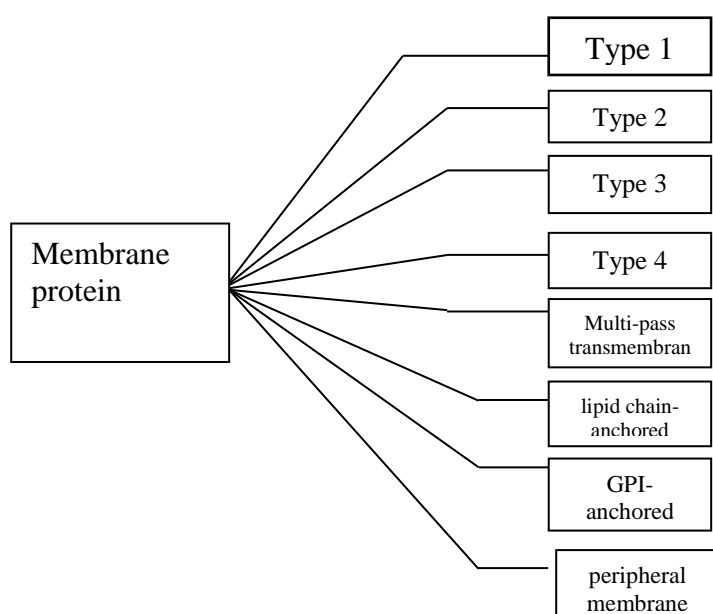 Type 1
Type 2
Type 3
Membrane
protein
Type 4
Multi-pass
transmembran
lipid chain-
anchored
GPI-
anchored
peripheral
membrane